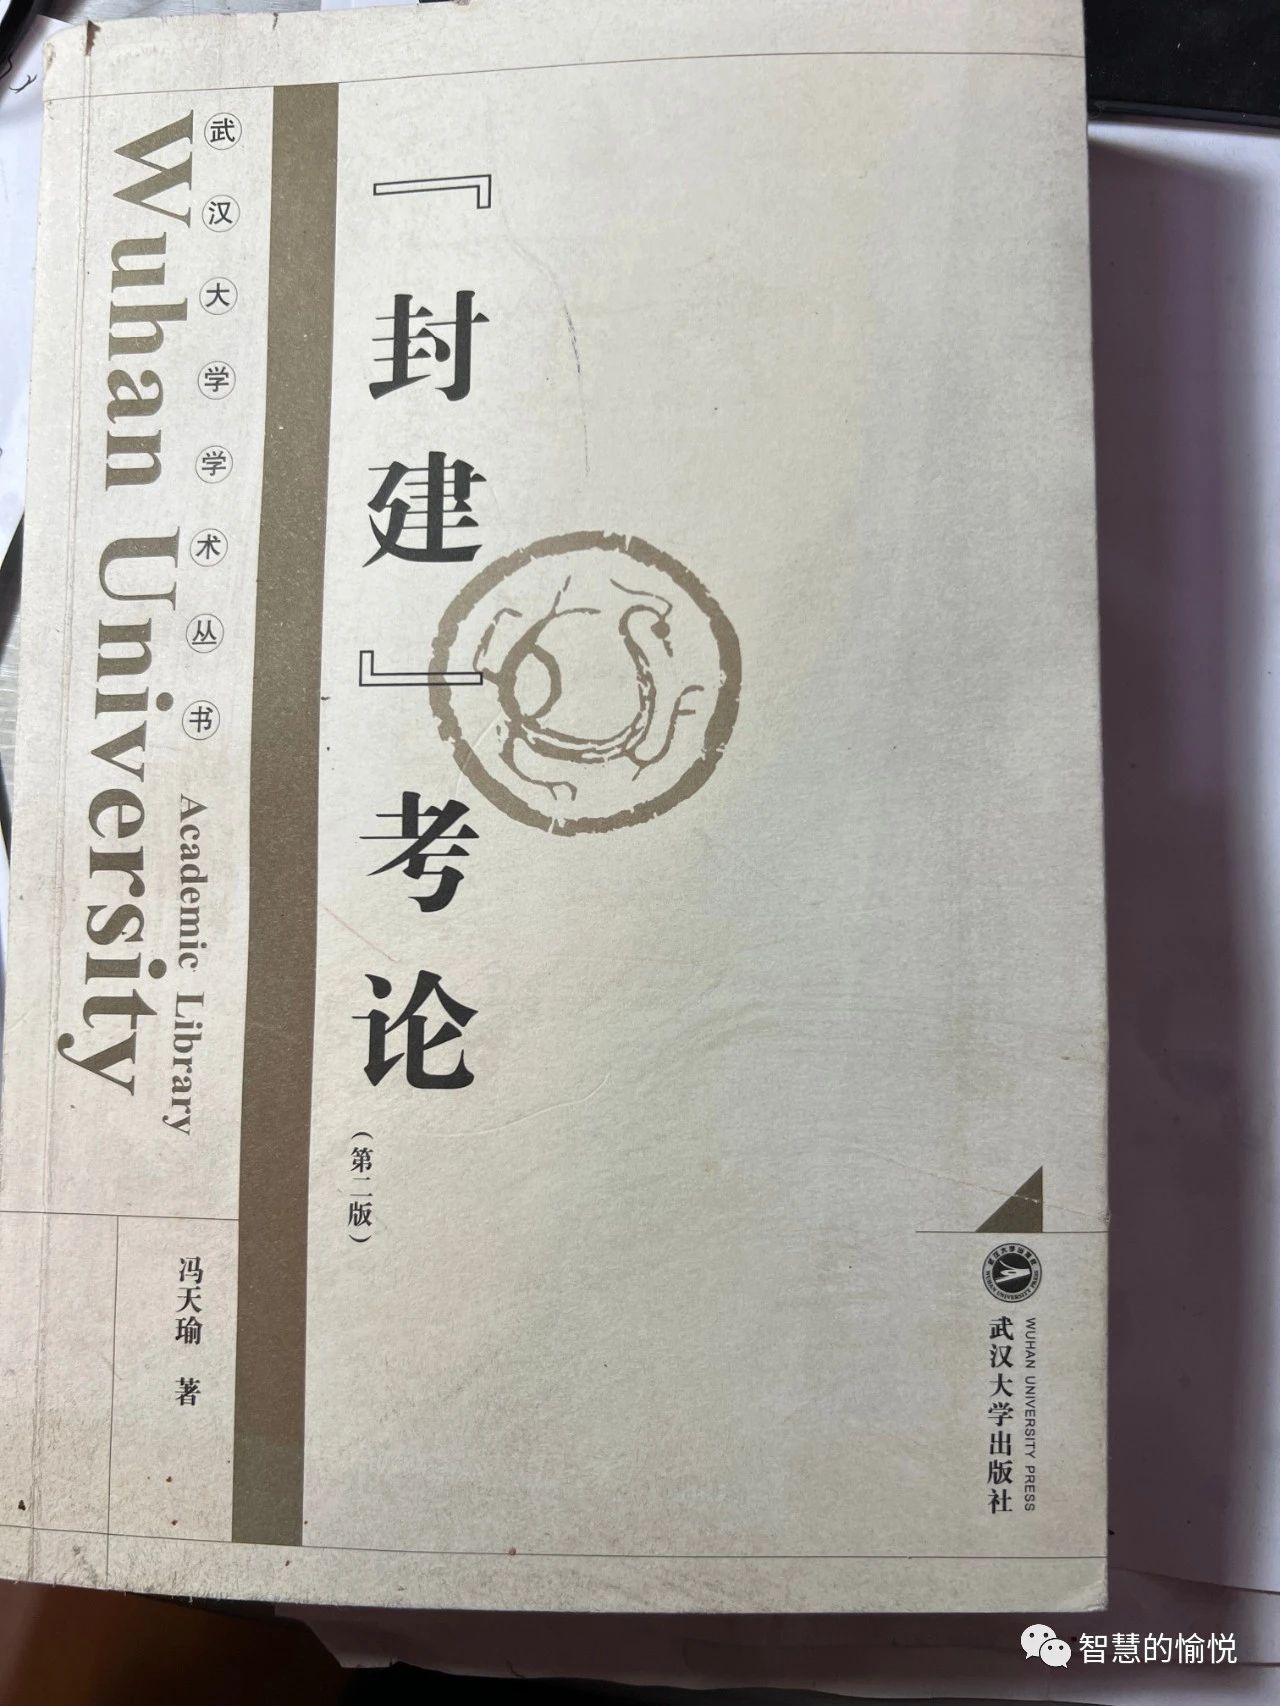 武汉大学学术丛书
Wuhan University
Academic Library
『封建』考论
（第二版）
冯天瑜 著
武汉大学出版社
WUHAN UNIVERSITY PRESS
智慧的愉悦